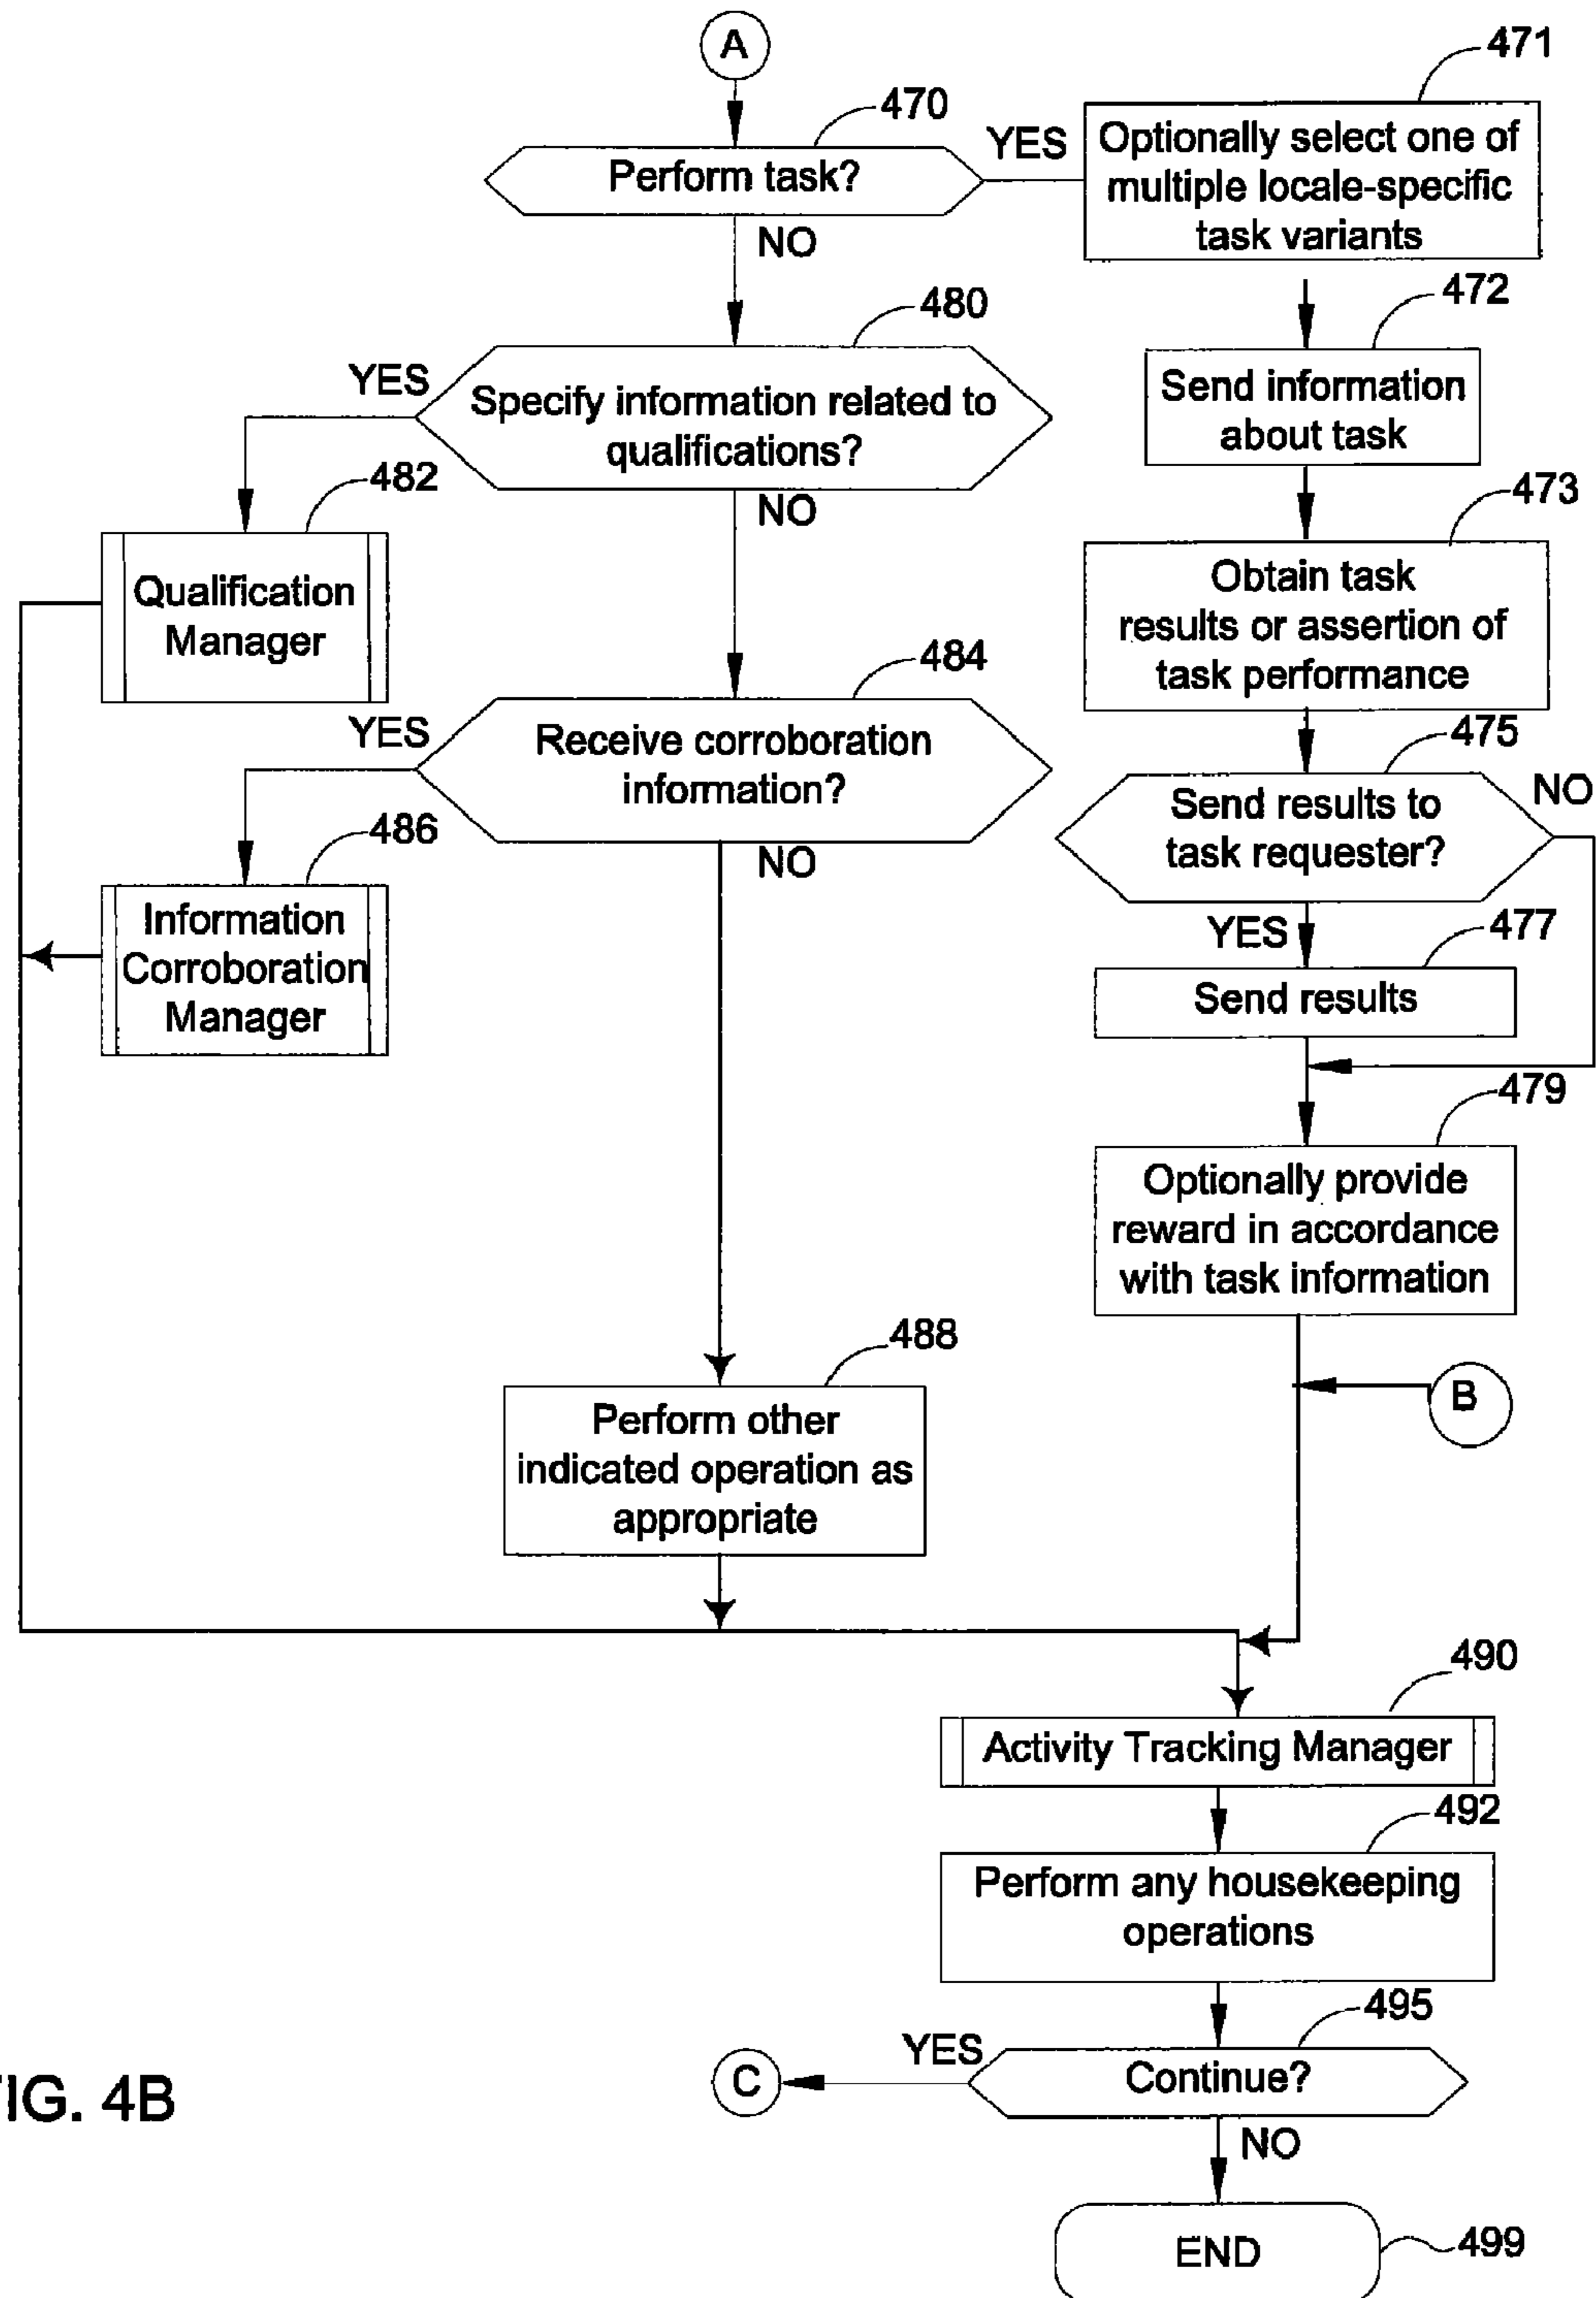 A
470
Perform task?
YES
NO
471
Optionally select one of
multiple locale-specific
task variants
472
Send information
about task
473
Obtain task
results or assertion of
task performance
475
Send results to
task requester?
NO
YES
477
Send results
479
Optionally provide
reward in accordance
with task information
B
480
Specify information related to
qualifications?
YES
NO
482
Qualification
Manager
484
Receive corroboration
information?
YES
NO
486
Information
Corroboration
Manager
488
Perform other
indicated operation as
appropriate
490
Activity Tracking Manager
492
Perform any housekeeping
operations
495
Continue?
YES
C
NO
END
499
FIG. 4B